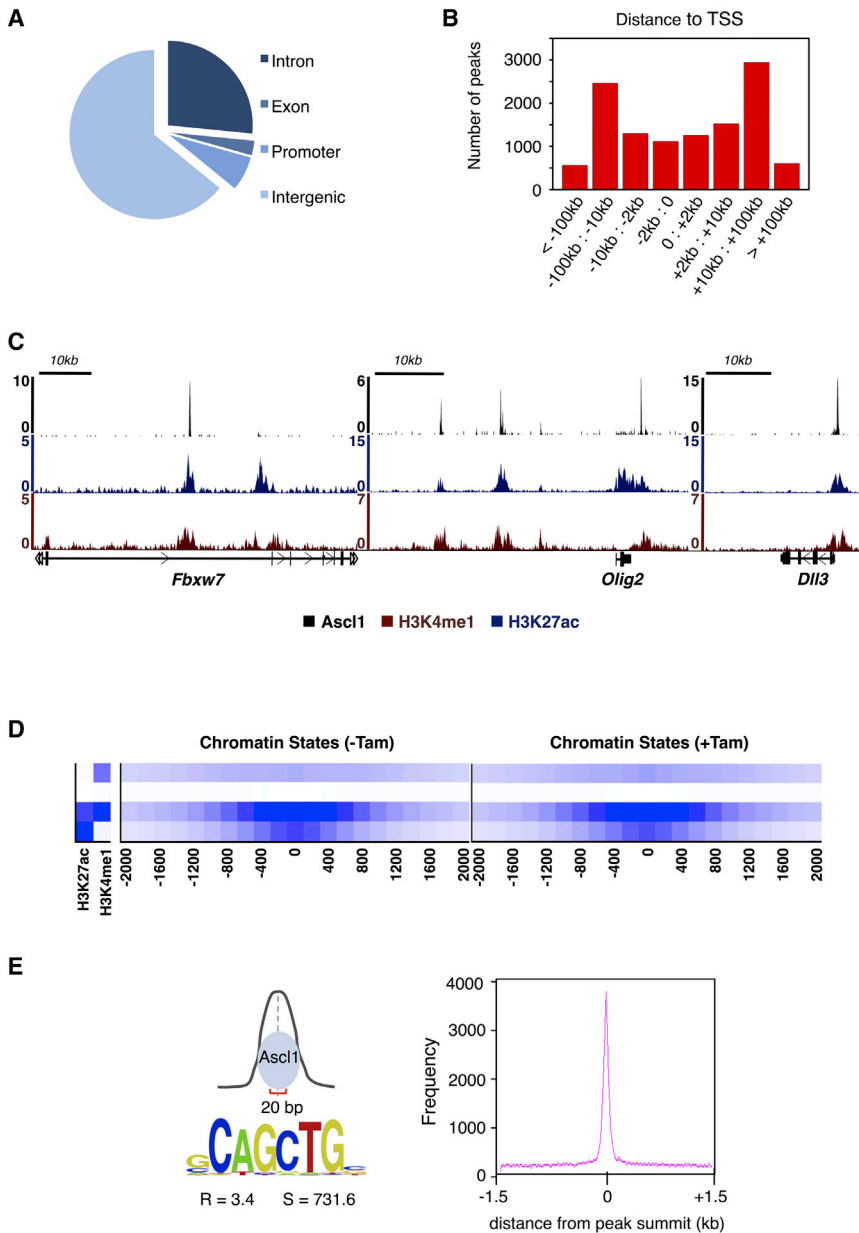 A
Intron
Exon
Promoter
Intergenic
B
Distance to TSS
Number of peaks
3000
2000
1000
0
< -100kb
-100kb : -10kb
-10kb : -2kb
-2kb : 0
0 : +2kb
+2kb : +10kb
+10kb : +100kb
> +100kb
C
10kb
10kb
10kb
10
0
5
0
5
0
6
0
15
0
7
0
15
0
15
0
7
0
Fbxw7
Olig2
Dll3
Ascl1
H3K4me1
H3K27ac
D
Chromatin States (-Tam)
Chromatin States (+Tam)
H3K27ac
H3K4me1
-2000
-1600
-1200
-800
-400
0
400
800
1200
1600
2000
-2000
-1600
-1200
-800
-400
0
400
800
1200
1600
2000
E
Ascl1
20 bp
GCAGCTGC
R = 3.4 S = 731.6
Frequency
4000
3000
4000
1000
0
-1.5
0
+1.5
distance from peak summit (kb)